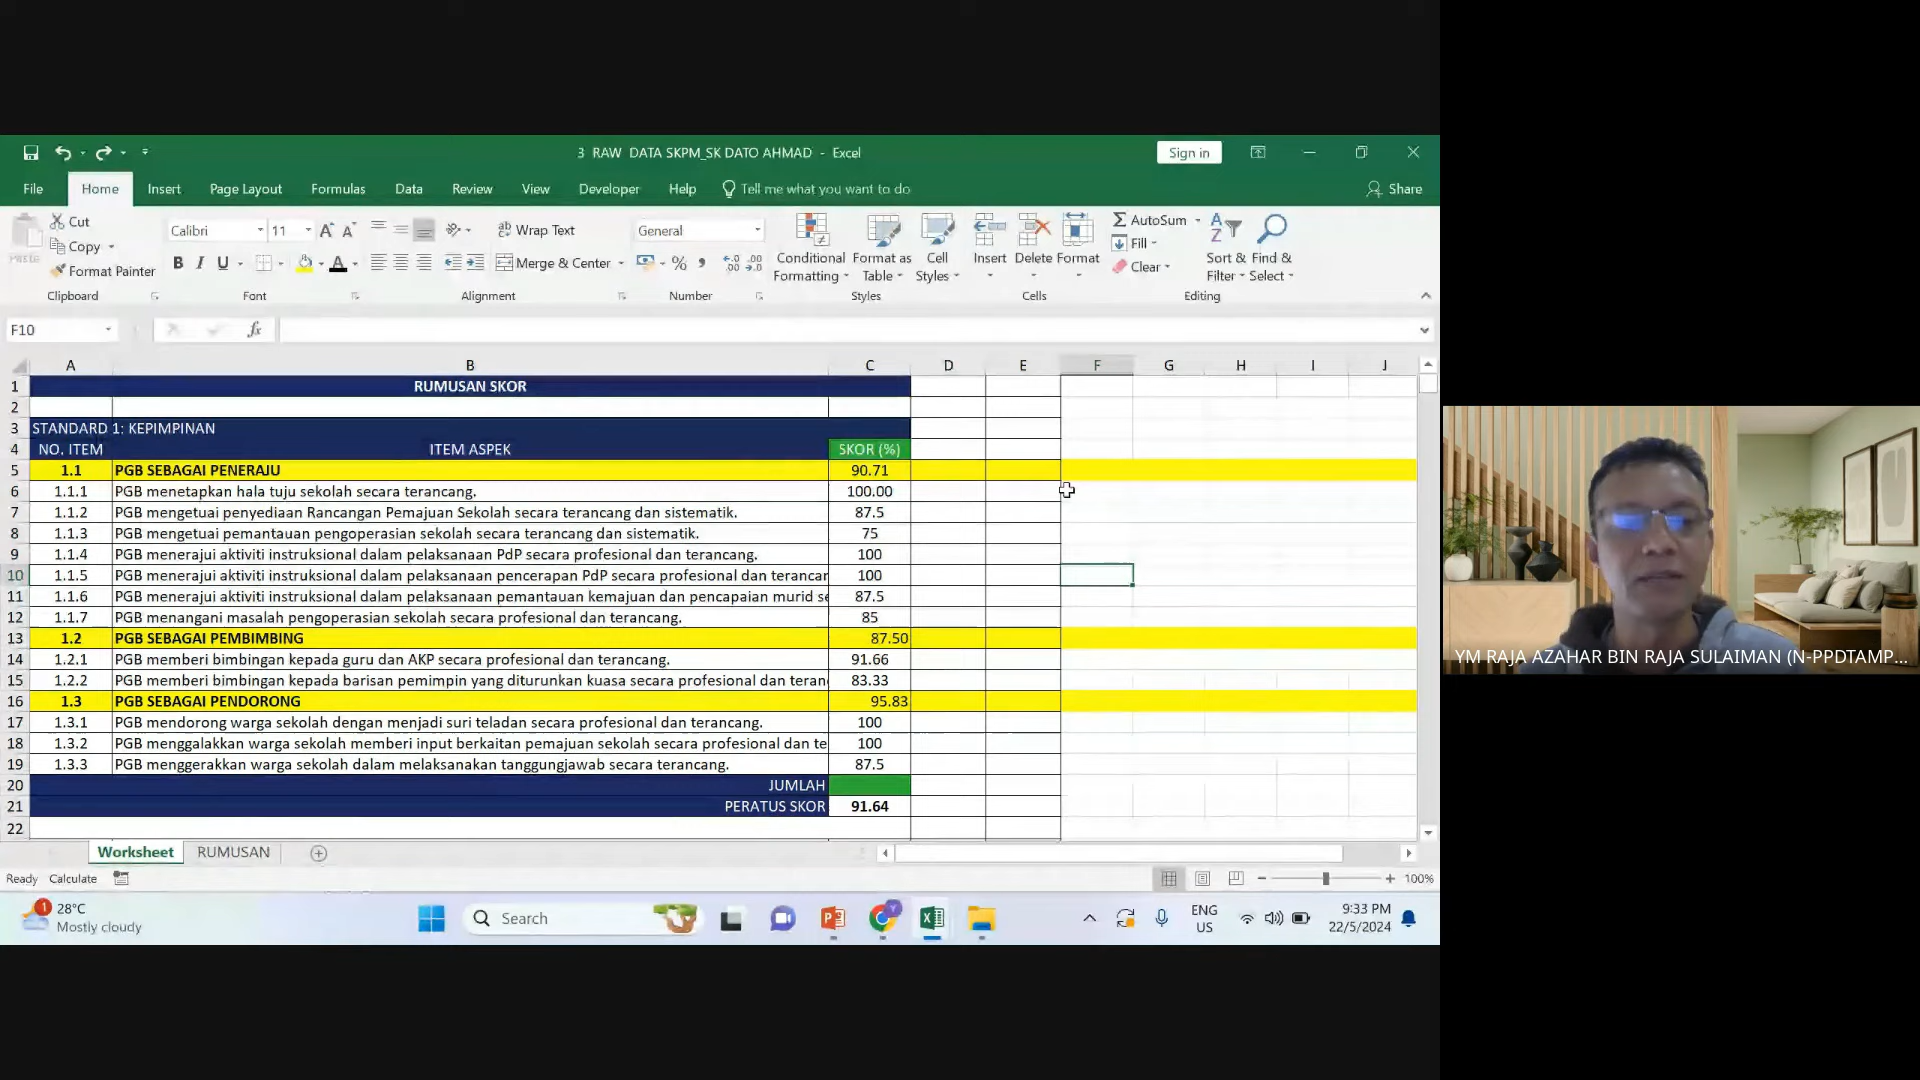 3 RAW DATA SKPM_SK DATO AHMAD - Excel
Sign in
File Home Insert Page Layout Formulas Data Review View Developer Help Tell me what you want to do Share
Paste
Cut
Copy
Format Painter
Calibri 11
B I U
Wrap Text
Merge & Center
General
Conditional Formatting
Format as Table
Cell Styles
Insert
Delete
Format
AutoSum
Fill
Clear
Sort & Filter
Find & Select
Clipboard Font Alignment Number Styles Cells Editing
F10 fx
A B C D E F G H I J
1 RUMUSAN SKOR
2
3 STANDARD 1: KEPIMPINAN
4 NO. ITEM ITEM ASPEK SKOR (%)
5 1.1 PGB SEBAGAI PENERAJU 90.71
6 1.1.1 PGB menetapkan hala tuju sekolah secara terancang. 100.00
7 1.1.2 PGB mengetuai penyediaan Rancangan Pemajuan Sekolah secara terancang dan sistematik. 87.5
8 1.1.3 PGB mengetuai pemantauan pengoperasian sekolah secara terancang dan sistematik. 75
9 1.1.4 PGB menerajui aktiviti instruksional dalam pelaksanaan PdP secara profesional dan terancang. 100
10 1.1.5 PGB menerajui aktiviti instruksional dalam pelaksanaan pencerapan PdP secara profesional dan terancar 100
11 1.1.6 PGB menerajui aktiviti instruksional dalam pelaksanaan pemantauan kemajuan dan pencapaian murid se 87.5
12 1.1.7 PGB menangani masalah pengoperasian sekolah secara profesional dan terancang. 85
13 1.2 PGB SEBAGAI PEMBIMBING 87.50
14 1.2.1 PGB memberi bimbingan kepada guru dan AKP secara profesional dan terancang. 91.66
15 1.2.2 PGB memberi bimbingan kepada barisan pemimpin yang diturunkan kuasa secara profesional dan teran 83.33
16 1.3 PGB SEBAGAI PENDORONG 95.83
17 1.3.1 PGB mendorong warga sekolah dengan menjadi suri teladan secara profesional dan terancang. 100
18 1.3.2 PGB menggalakkan warga sekolah memberi input berkaitan pemajuan sekolah secara profesional dan te 100
19 1.3.3 PGB menggerakkan warga sekolah dalam melaksanakan tanggungjawab secara terancang. 87.5
20 JUMLAH
21 PERATUS SKOR 91.64
22
Worksheet RUMUSAN
Ready Calculate 100%
1 28°C
Mostly cloudy
Search
ENG
US
9:33 PM
22/5/2024
YM RAJA AZAHAR BIN RAJA SULAIMAN (N-PPDTAMP...